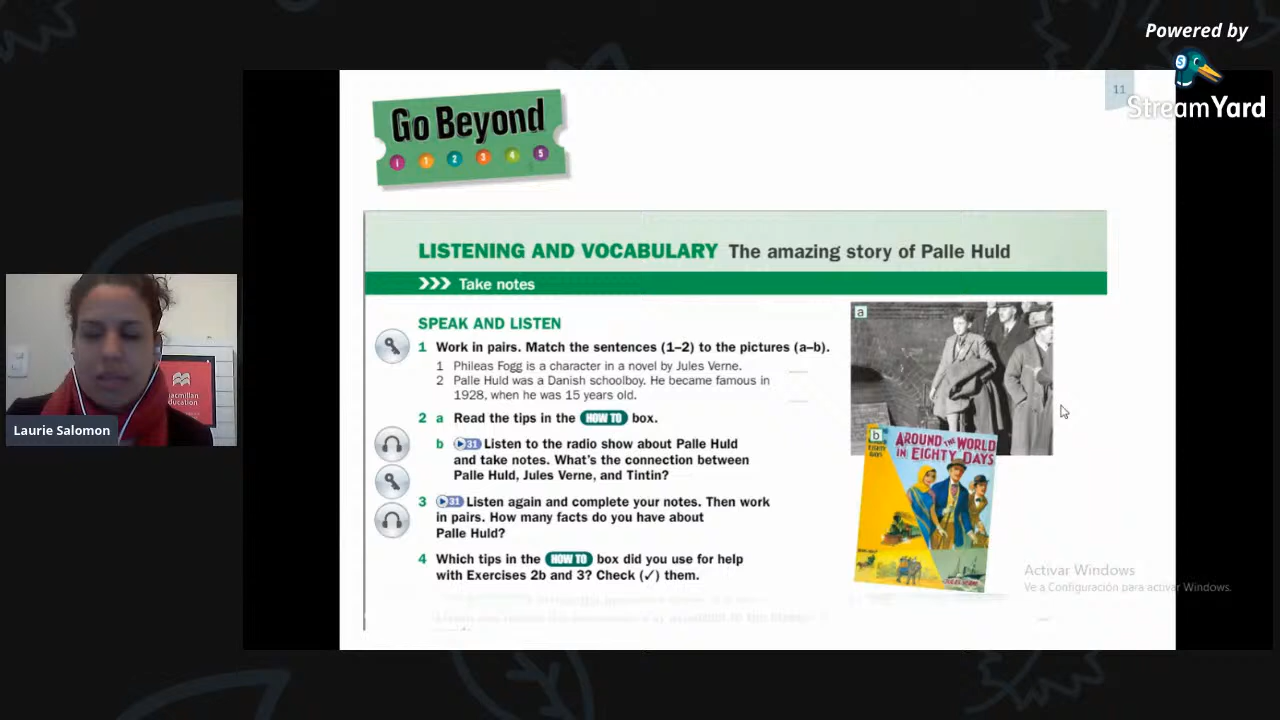 Powered by
StreamYard
11
Go Beyond
i 1 2 3 4 5
LISTENING AND VOCABULARY The amazing story of Palle Huld
>>> Take notes
SPEAK AND LISTEN
1 Work in pairs. Match the sentences (1–2) to the pictures (a–b).
1 Phileas Fogg is a character in a novel by Jules Verne.
2 Palle Huld was a Danish schoolboy. He became famous in
1928, when he was 15 years old.
2 a Read the tips in the HOW TO box.
b 31 Listen to the radio show about Palle Huld
and take notes. What's the connection between
Palle Huld, Jules Verne, and Tintin?
3 31 Listen again and complete your notes. Then work
in pairs. How many facts do you have about
Palle Huld?
4 Which tips in the HOW TO box did you use for help
with Exercises 2b and 3? Check (✓) them.
a
b
AROUND THE WORLD
IN EIGHTY DAYS
macmillan
education
Laurie Salomon
Activar Windows
Ve a Configuración para activar Windows.